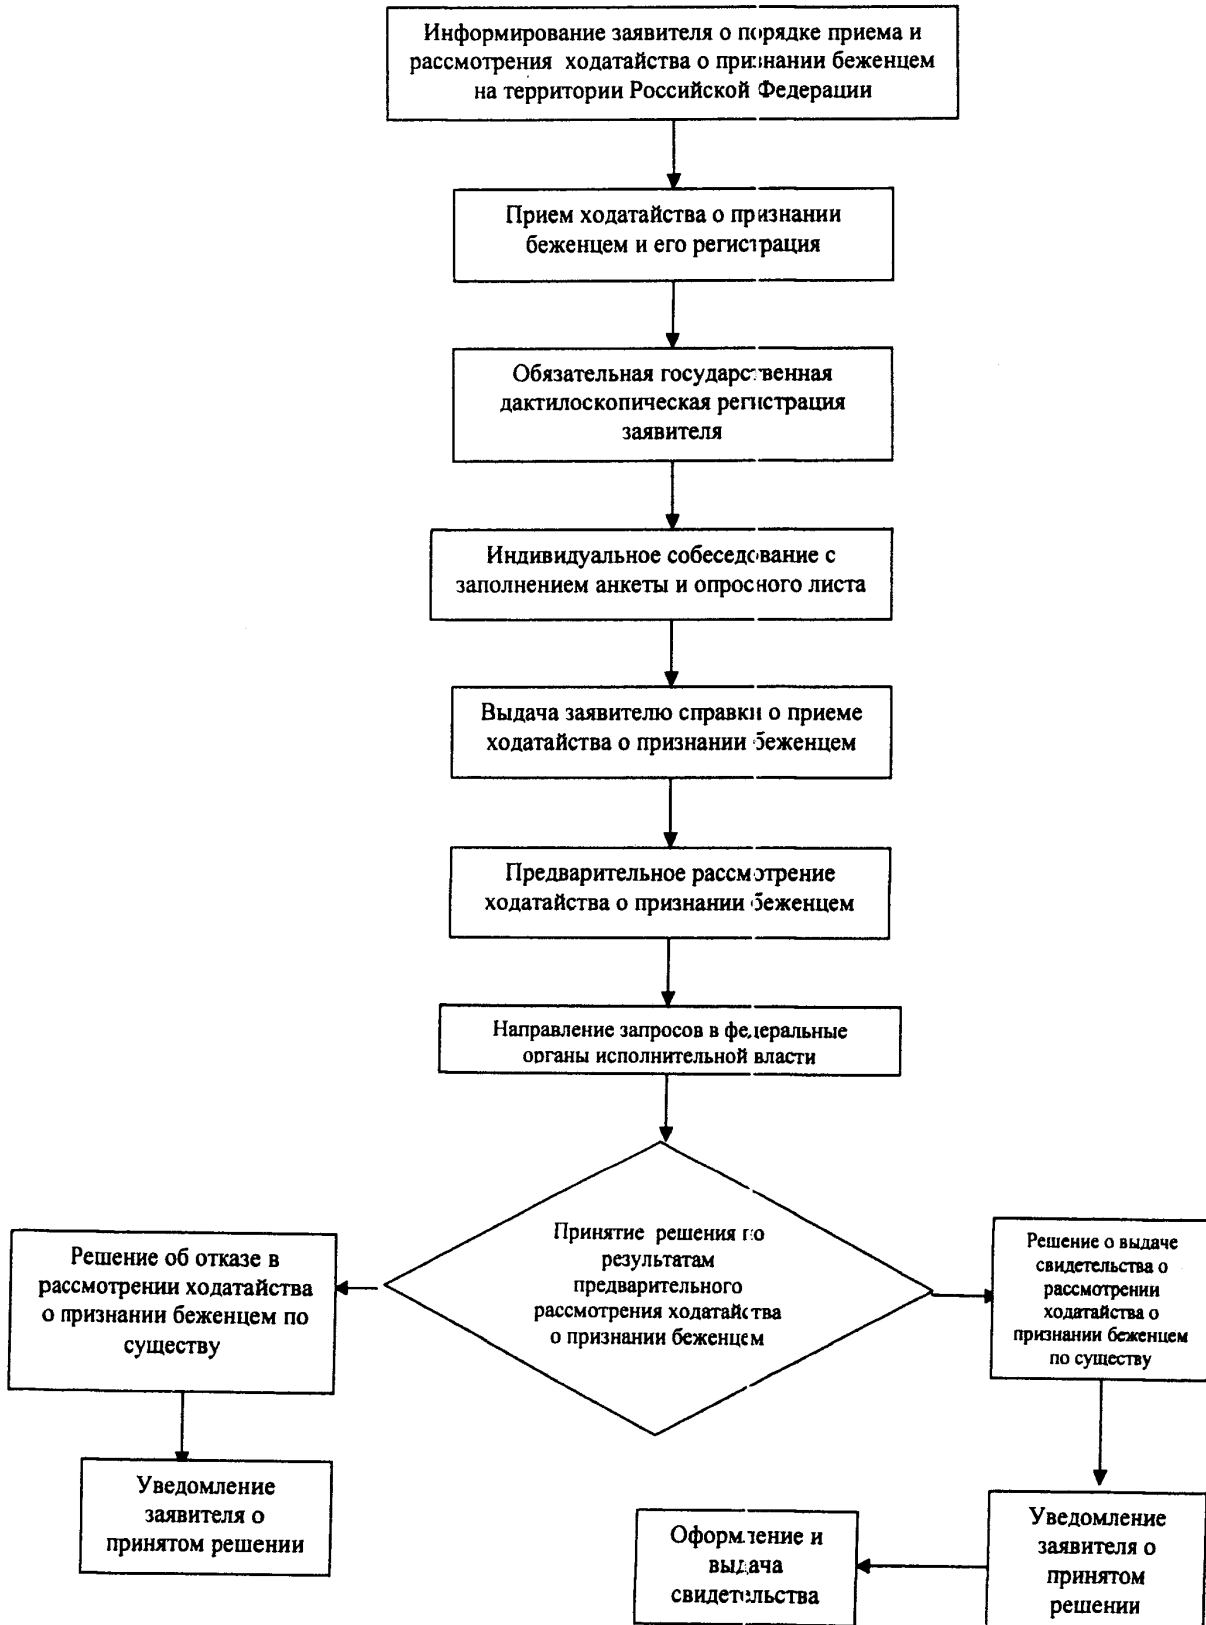 Информирование заявителя о порядке приема и
рассмотрения ходатайства о признании беженцем
на территории Российской Федерации
Прием ходатайства о признании
беженцем и его регистрация
Обязательная государственная
дактилоскопическая регистрация
заявителя
Индивидуальное собеседование с
заполнением анкеты и опросного листа
Выдача заявителю справки о приеме
ходатайства о признании беженцем
Предварительное рассмотрение
ходатайства о признании беженцем
Направление запросов в федеральные
органы исполнительной власти
Принятие решения по
результатам
предварительного
рассмотрения ходатайства
о признании беженцем
Решение об отказе в
рассмотрении ходатайства
о признании беженцем по
существу
Уведомление
заявителя о
принятом решении
Решение о выдаче
свидетельства о
рассмотрении
ходатайства о
признании беженцем
по существу
Уведомление
заявителя о
принятом
решении
Оформление и
выдача
свидетельства